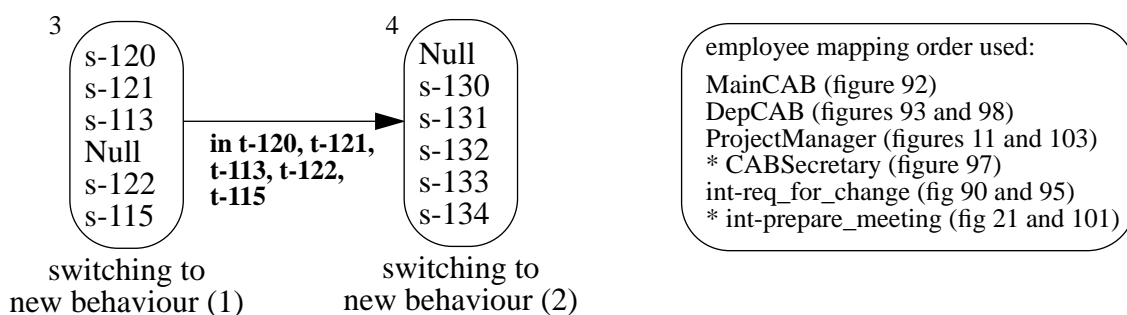 3
s-120
s-121
s-113
Null
s-122
s-115
switching to
new behaviour (1)
in t-120, t-121,
t-113, t-122,
t-115
4
Null
s-130
s-131
s-132
s-133
s-134
switching to
new behaviour (2)
employee mapping order used:
MainCAB (figure 92)
DepCAB (figures 93 and 98)
ProjectManager (figures 11 and 103)
* CABSecretary (figure 97)
int-req_for_change (fig 90 and 95)
* int-prepare_meeting (fig 21 and 101)